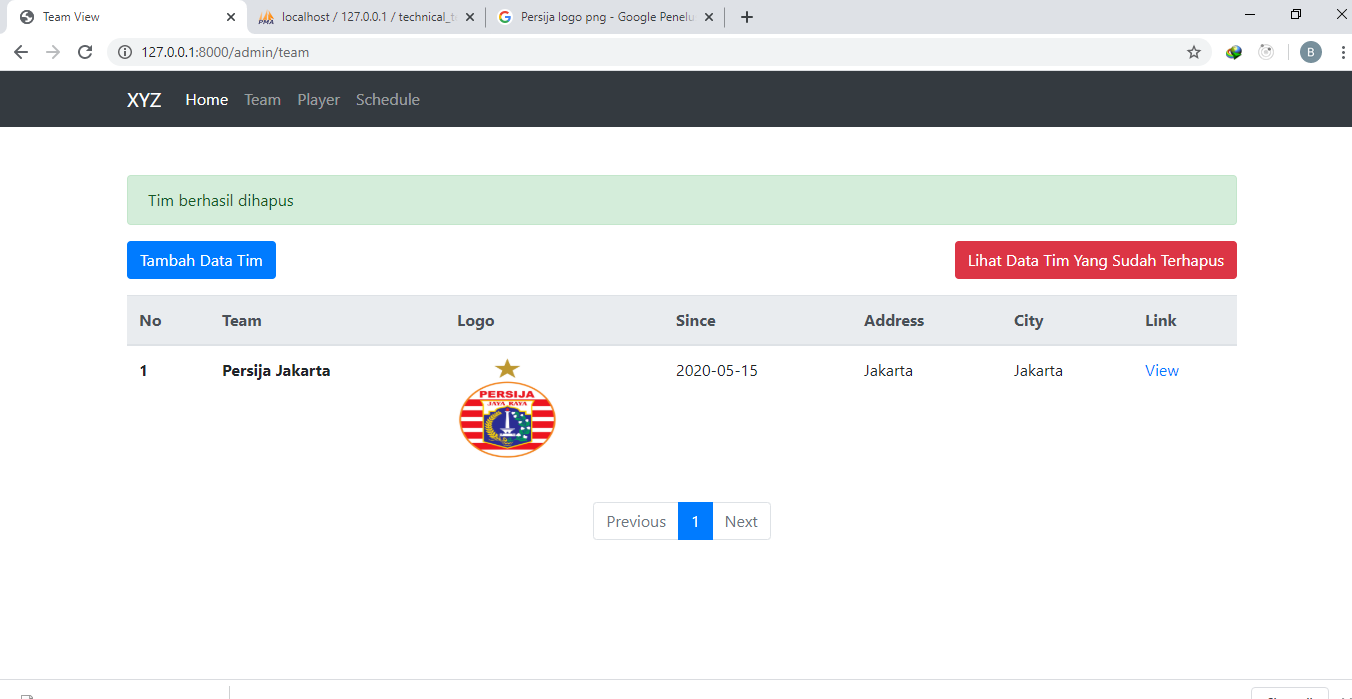 Team View
localhost / 127.0.0.1 / technical_t
Persija logo png - Google Penelu
127.0.0.1:8000/admin/team
B
XYZ Home Team Player Schedule
Tim berhasil dihapus
Tambah Data Tim
Lihat Data Tim Yang Sudah Terhapus
No Team Logo Since Address City Link
1 Persija Jakarta 2020-05-15 Jakarta Jakarta View
PERSIJA
JAYA RAYA
Previous 1 Next